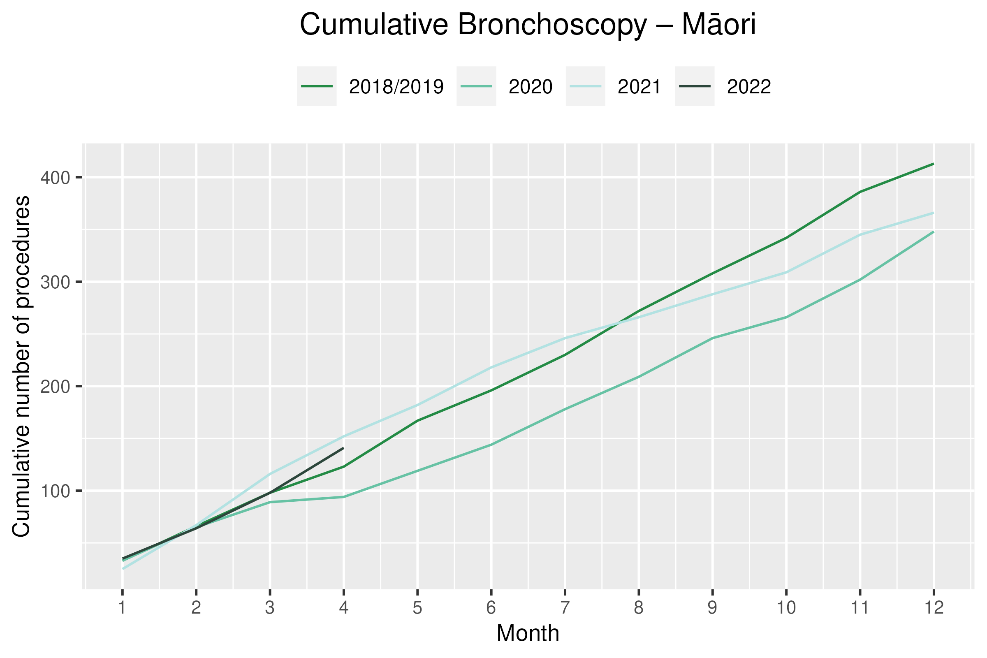 Cumulative Bronchoscopy – Māori
2018/2019 2020 2021 2022
Cumulative number of procedures
400
300
200
100
1 2 3 4 5 6 7 8 9 10 11 12
Month